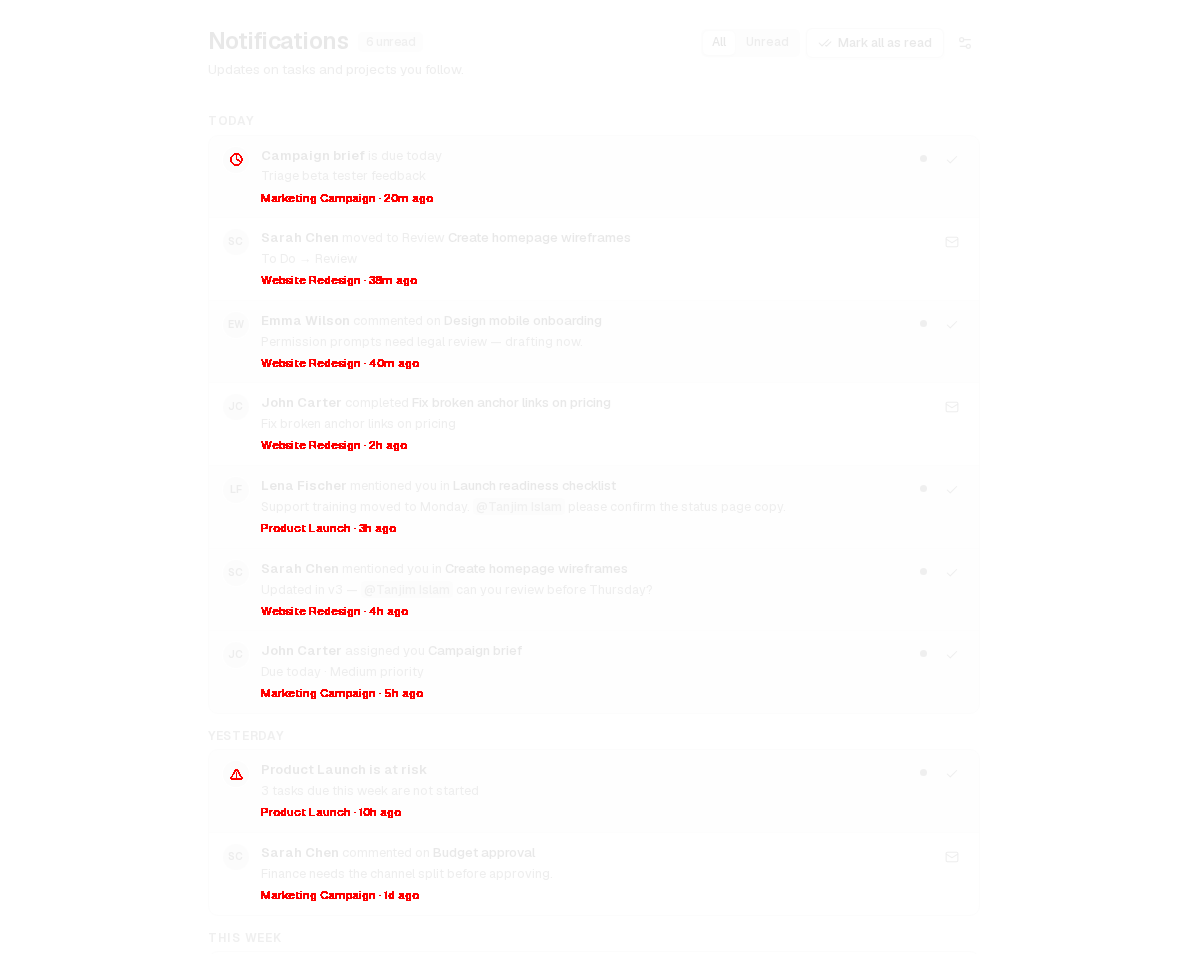 Notifications 6 unread All Unread Mark all as read
Updates on tasks and projects you follow
TODAY
Campaign brief is due today
Triage beta tester feedback
Marketing Campaign · 20m ago
SC Sarah Chen moved to Review Create homepage wireframes
To Do → Review
Website Redesign · 38m ago
EW Emma Wilson commented on Design mobile onboarding
Permission prompts need legal review — drafting now.
Website Redesign · 40m ago
JC John Carter completed Fix broken anchor links on pricing
Fix broken anchor links on pricing
Website Redesign · 2h ago
LF Lena Fischer mentioned you in Launch readiness checklist
Support training moved to Monday. @Tanjim Islam please confirm the status page copy.
Product Launch · 3h ago
SC Sarah Chen mentioned you in Create homepage wireframes
Updated in v3 — @Tanjim Islam can you review before Thursday?
Website Redesign · 4h ago
JC John Carter assigned you Campaign brief
Due today · Medium priority
Marketing Campaign · 5h ago
YESTERDAY
Product Launch is at risk
3 tasks due this week are not started
Product Launch · 10h ago
SC Sarah Chen commented on Budget approval
Finance needs the channel split before approving.
Marketing Campaign · 1d ago
THIS WEEK